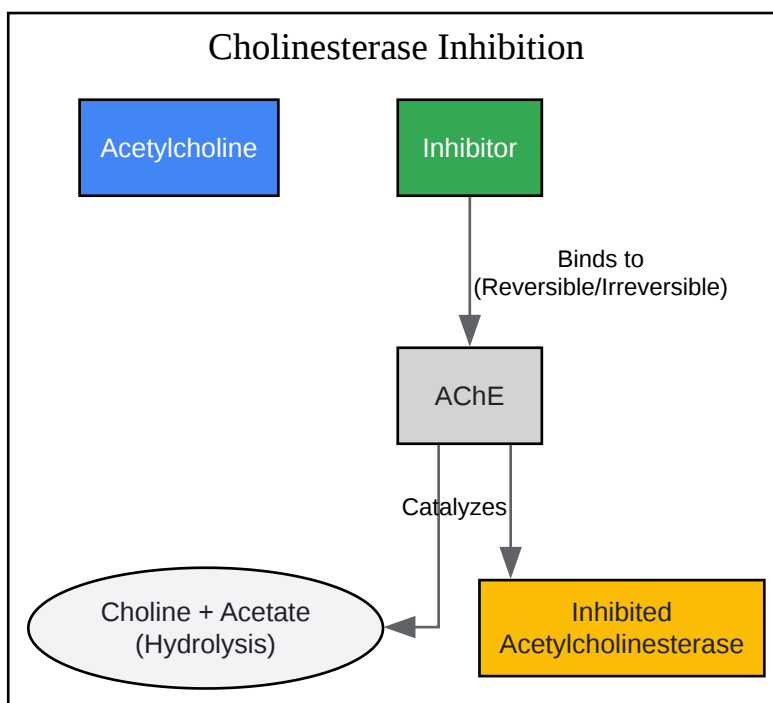 Cholinesterase Inhibition
Acetylcholine
Inhibitor
Binds to
(Reversible/Irreversible)
AChE
Catalyzes
Choline + Acetate
(Hydrolysis)
Inhibited
Acetylcholinesterase